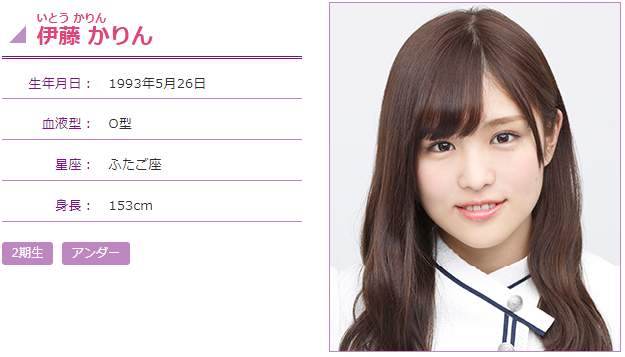 いとう かりん
伊藤 かりん
生年月日： 1993年5月26日
血液型： O型
星座： ふたご座
身長： 153cm
2期生 アンダー